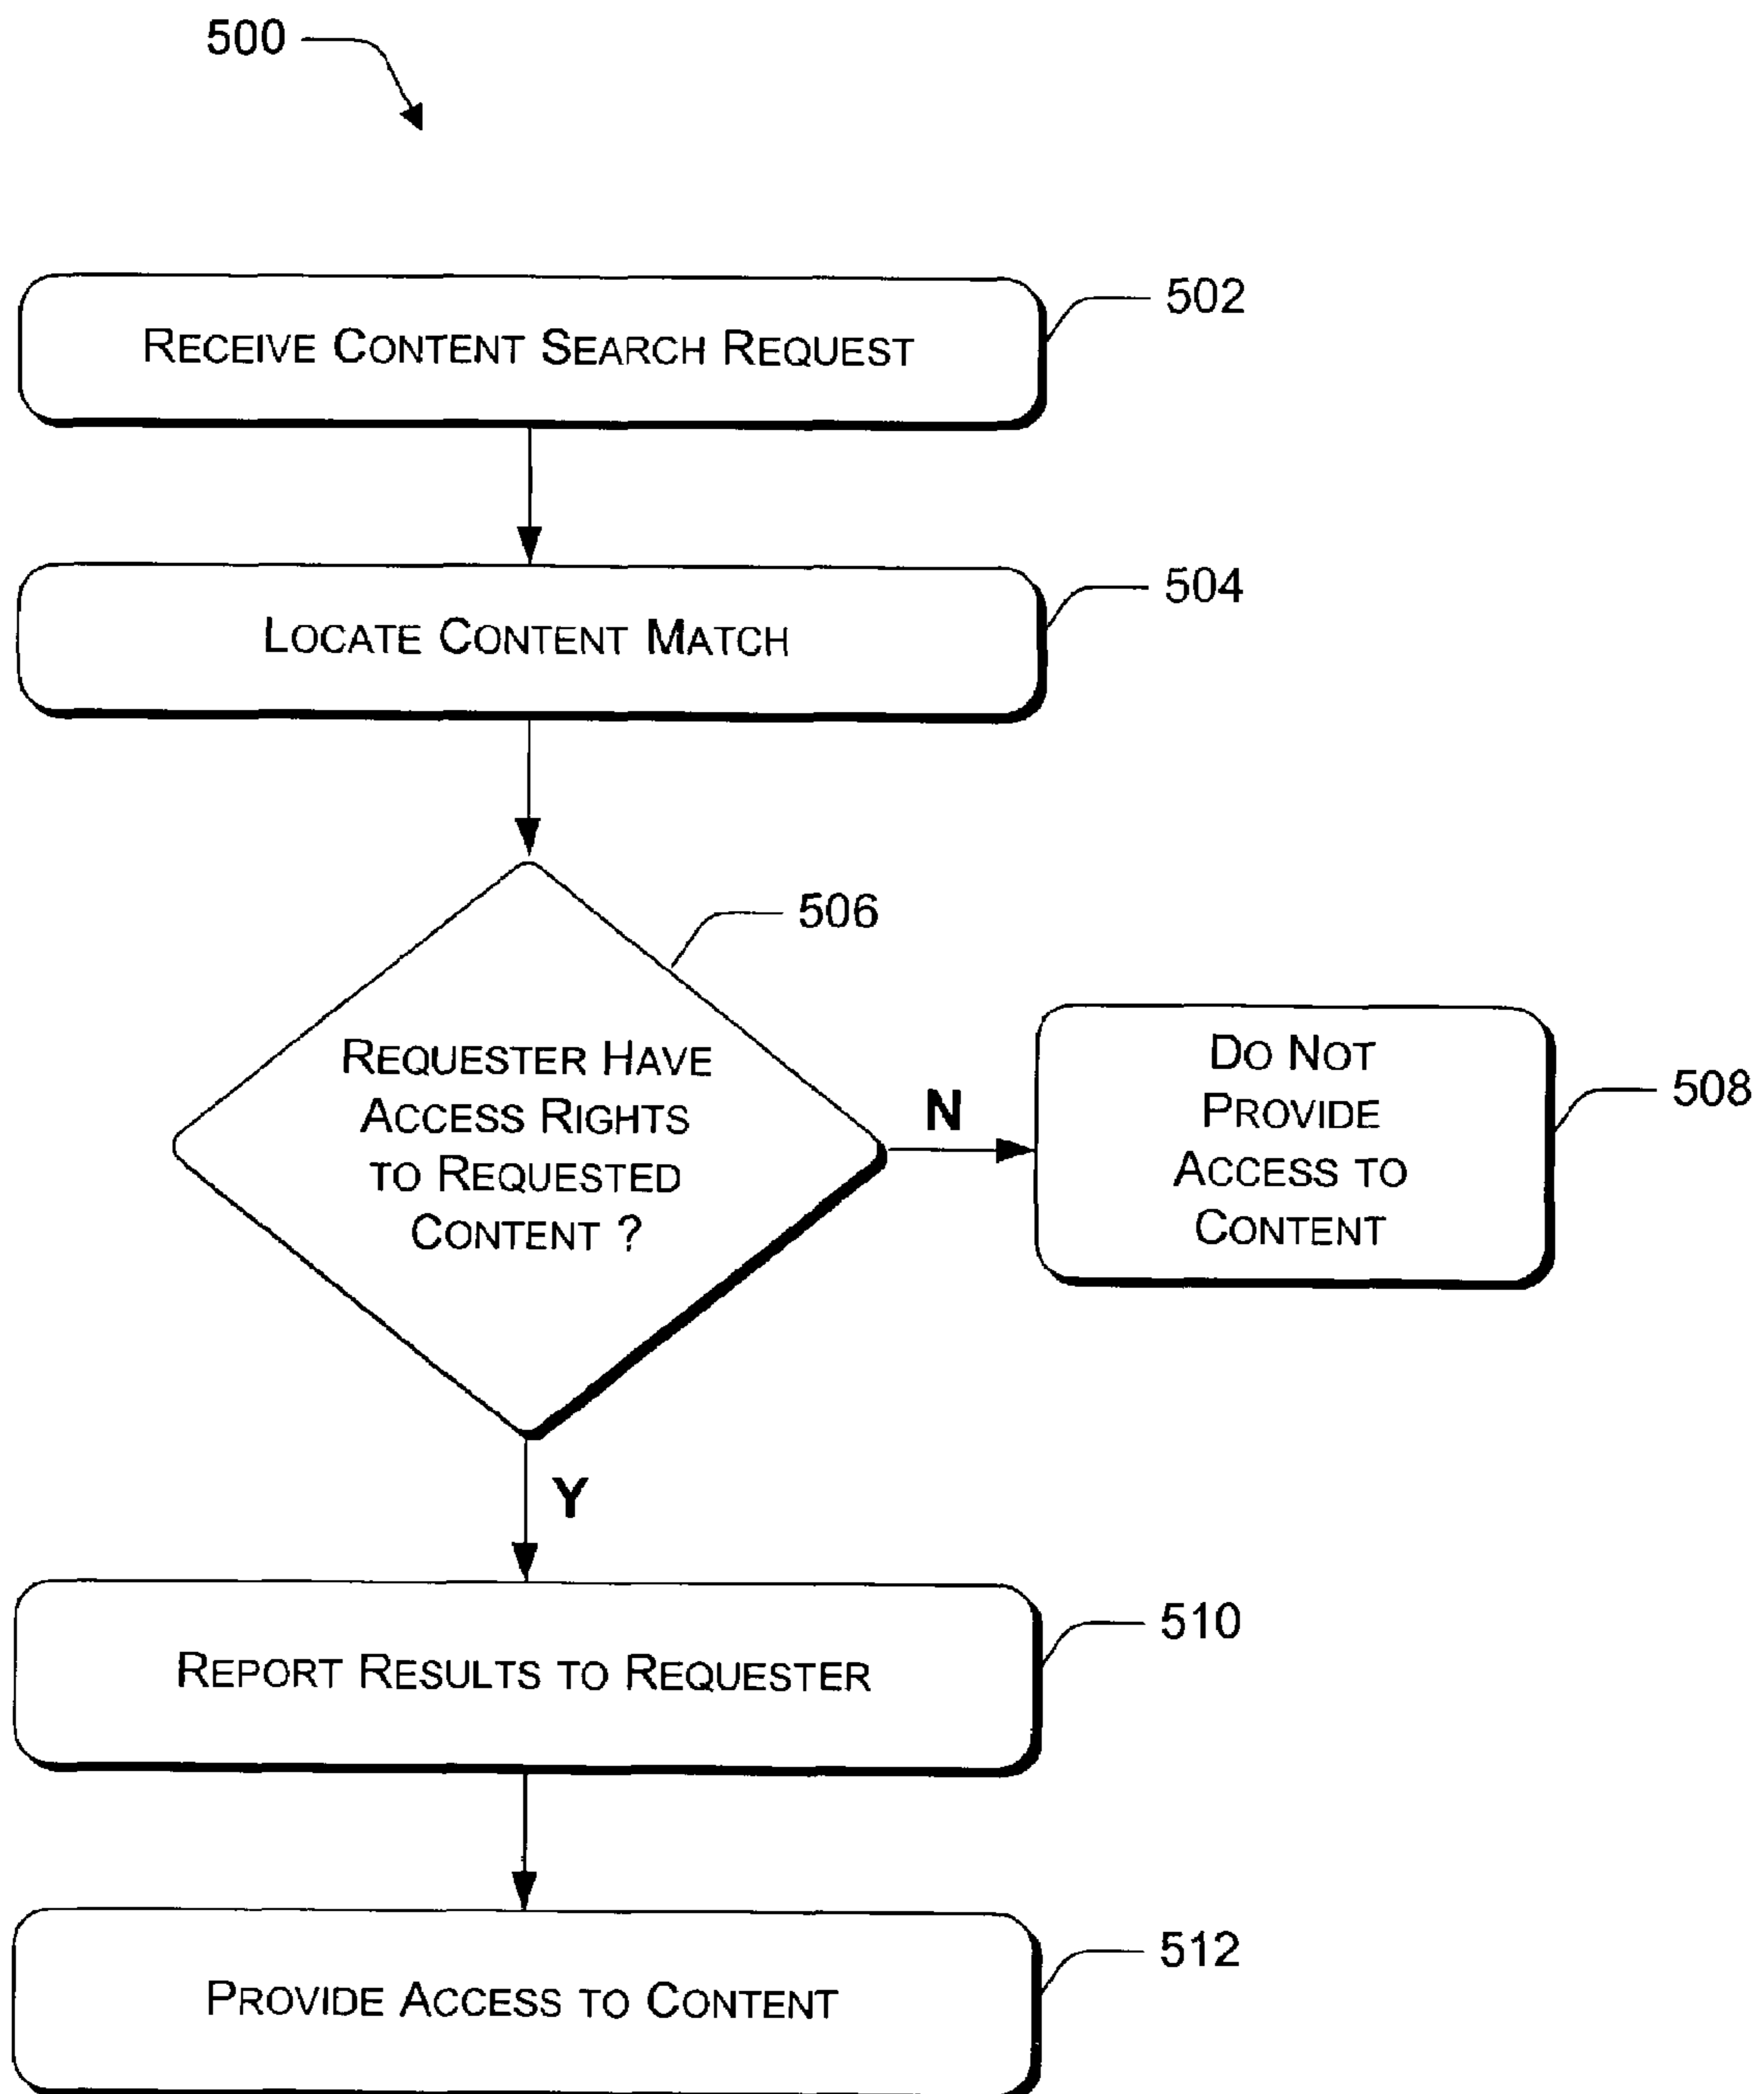 500
RECEIVE CONTENT SEARCH REQUEST
502
LOCATE CONTENT MATCH
504
506
REQUESTER HAVE
ACCESS RIGHTS
TO REQUESTED
CONTENT ?
N
DO NOT
PROVIDE
ACCESS TO
CONTENT
508
Y
REPORT RESULTS TO REQUESTER
510
PROVIDE ACCESS TO CONTENT
512